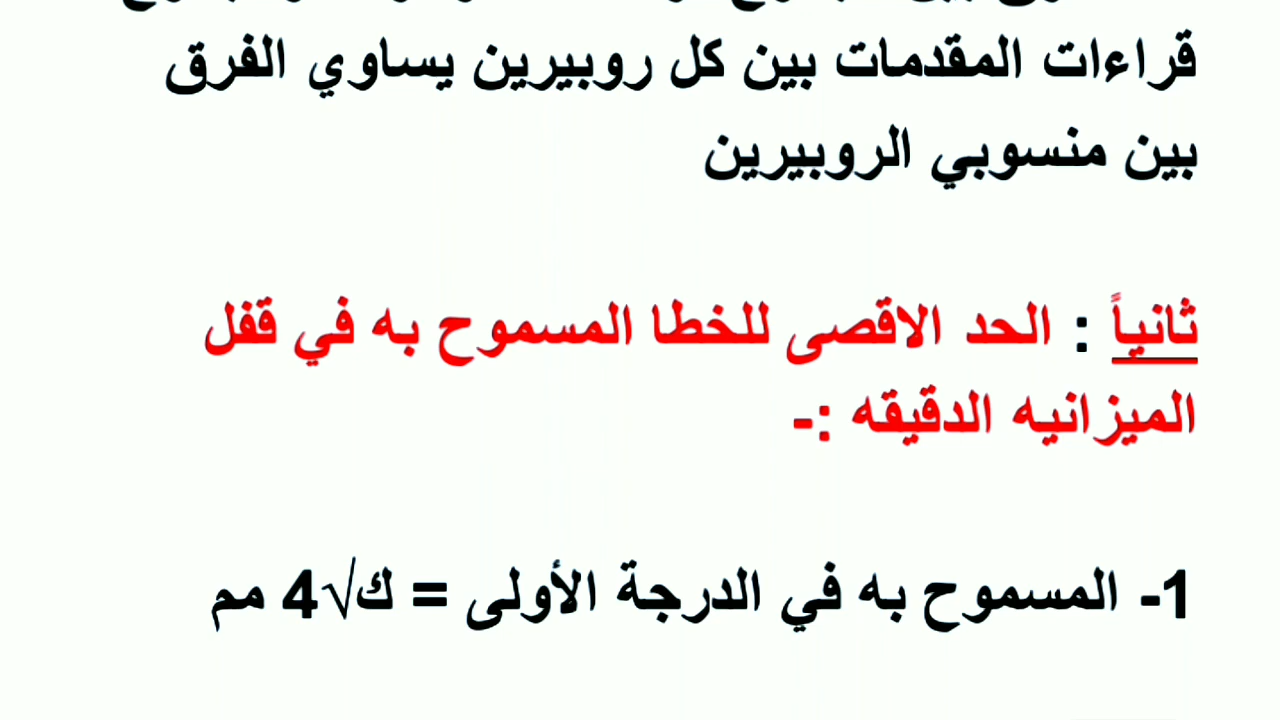 قراءات المقدمات بين كل روبيرين يساوي الفرق
بين منسوبي الروبيرين
ثانياً : الحد الاقصى للخطا المسموح به في قفل
الميزانيه الدقيقه :-
1- المسموح به في الدرجة الأولى = ك√4 مم